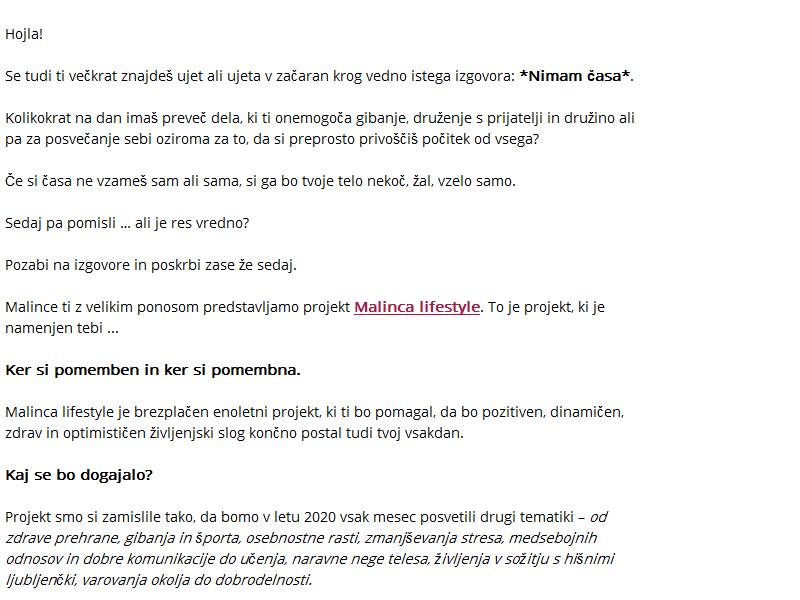 Hojla!
Se tudi ti večkrat znajdeš ujet ali ujeta v začaran krog vedno istega izgovora: *Nimam časa*.
Kolikokrat na dan imaš preveč dela, ki ti onemogoča gibanje, druženje s prijatelji in družino ali
pa za posvečanje sebi oziroma za to, da si preprosto privoščiš počitek od vsega?
Če si časa ne vzameš sam ali sama, si ga bo tvoje telo nekoč, žal, vzelo samo.
Sedaj pa pomisli ... ali je res vredno?
Pozabi na izgovore in poskrbi zase že sedaj.
Malince ti z velikim ponosom predstavljamo projekt Malinca lifestyle. To je projekt, ki je
namenjen tebi ...
Ker si pomemben in ker si pomembna.
Malinca lifestyle je brezplačen enoletni projekt, ki ti bo pomagal, da bo pozitiven, dinamičen,
zdrav in optimističen življenjski slog končno postal tudi tvoj vsakdan.
Kaj se bo dogajalo?
Projekt smo si zamislile tako, da bomo v letu 2020 vsak mesec posvetili drugi tematiki – od
zdrave prehrane, gibanja in športa, osebnostne rasti, zmanjševanja stresa, medsebojnih
odnosov in dobre komunikacije do učenja, naravne nege telesa, življenja v sožitju s hišnimi
ljubljenčki, varovanja okolja do dobrodelnosti.